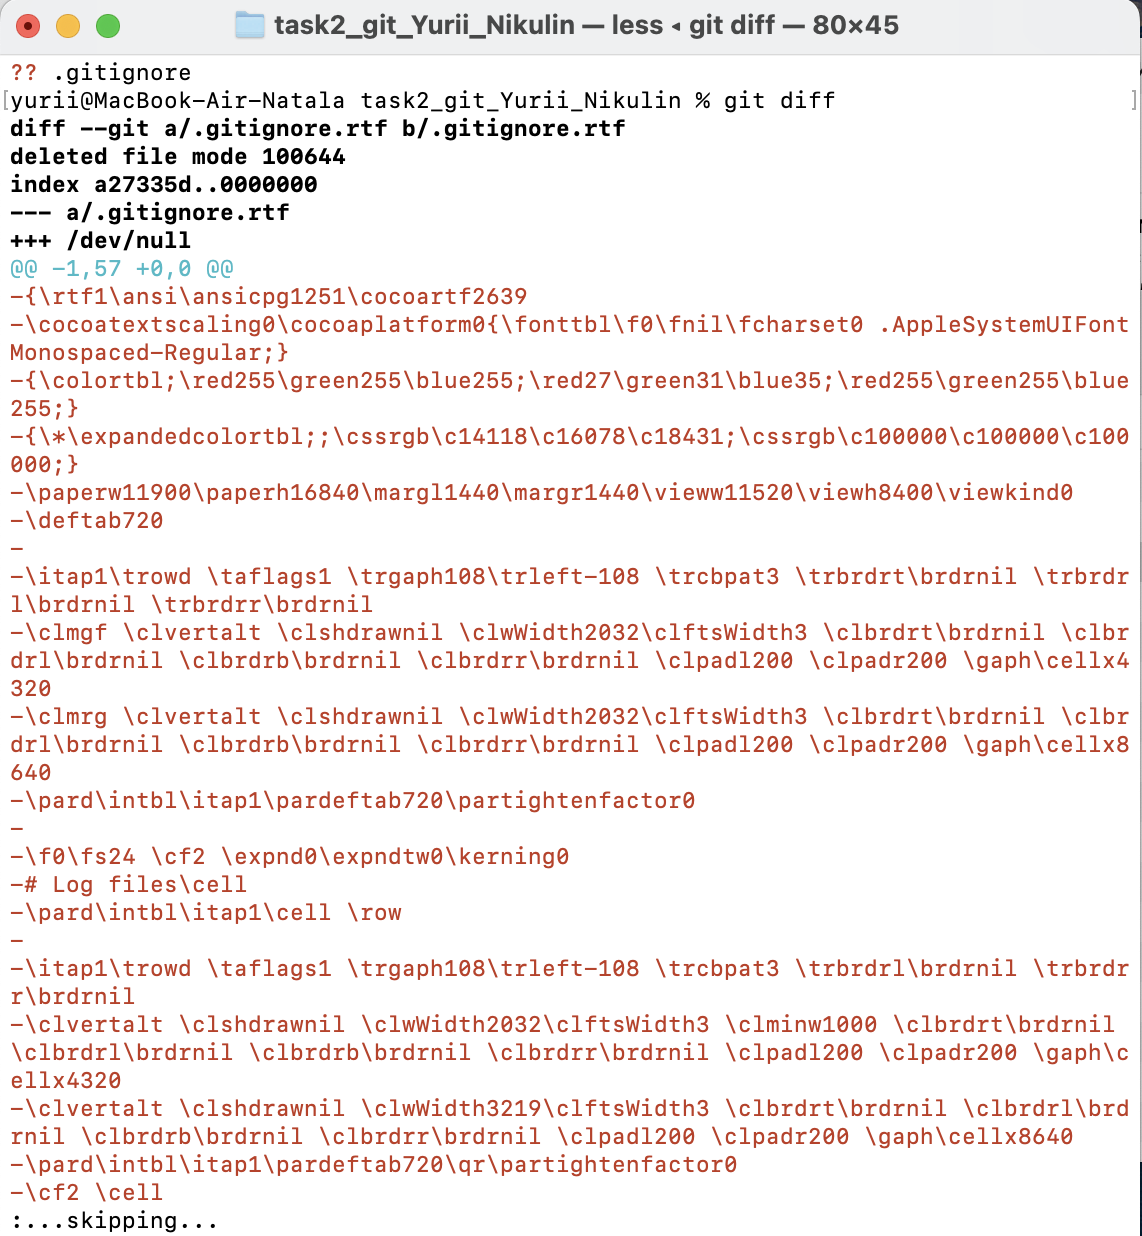 task2_git_Yurii_Nikulin — less ◂ git diff — 80×45
?? .gitignore
[yurii@MacBook-Air-Natala task2_git_Yurii_Nikulin % git diff ]
diff --git a/.gitignore.rtf b/.gitignore.rtf
deleted file mode 100644
index a27335d..0000000
--- a/.gitignore.rtf
+++ /dev/null
@@ -1,57 +0,0 @@
-{\rtf1\ansi\ansicpg1251\cocoartf2639
-\cocoatextscaling0\cocoaplatform0{\fonttbl\f0\fnil\fcharset0 .AppleSystemUIFont
Monospaced-Regular;}
-{\colortbl;\red255\green255\blue255;\red27\green31\blue35;\red255\green255\blue
255;}
-{\*\expandedcolortbl;;\cssrgb\c14118\c16078\c18431;\cssrgb\c100000\c100000\c100
000;}
-\paperw11900\paperh16840\margl1440\margr1440\vieww11520\viewh8400\viewkind0
-\deftab720
-
-\itap1\trowd \taflags1 \trgaph108\trleft-108 \trcbpat3 \trbrdrt\brdrnil \trbrdr
l\brdrnil \trbrdrr\brdrnil
-\clmgf \clvertalt \clshdrawnil \clwWidth2032\clftsWidth3 \clbrdrt\brdrnil \clbr
drl\brdrnil \clbrdrb\brdrnil \clbrdrr\brdrnil \clpadl200 \clpadr200 \gaph\cellx4
320
-\clmrg \clvertalt \clshdrawnil \clwWidth2032\clftsWidth3 \clbrdrt\brdrnil \clbr
drl\brdrnil \clbrdrb\brdrnil \clbrdrr\brdrnil \clpadl200 \clpadr200 \gaph\cellx8
640
-\pard\intbl\itap1\pardeftab720\partightenfactor0
-
-\f0\fs24 \cf2 \expnd0\expndtw0\kerning0
-# Log files\cell
-\pard\intbl\itap1\cell \row
-
-\itap1\trowd \taflags1 \trgaph108\trleft-108 \trcbpat3 \trbrdrl\brdrnil \trbrdr
r\brdrnil
-\clvertalt \clshdrawnil \clwWidth2032\clftsWidth3 \clminw1000 \clbrdrt\brdrnil
\clbrdrl\brdrnil \clbrdrb\brdrnil \clbrdrr\brdrnil \clpadl200 \clpadr200 \gaph\c
ellx4320
-\clvertalt \clshdrawnil \clwWidth3219\clftsWidth3 \clbrdrt\brdrnil \clbrdrl\brd
rnil \clbrdrb\brdrnil \clbrdrr\brdrnil \clpadl200 \clpadr200 \gaph\cellx8640
-\pard\intbl\itap1\pardeftab720\qr\partightenfactor0
-\cf2 \cell
:...skipping...